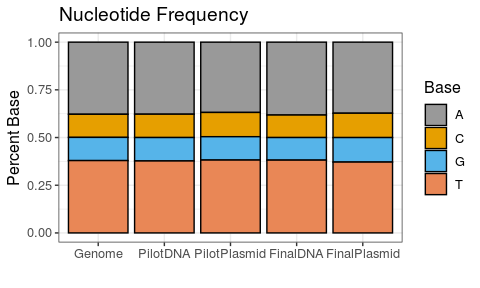 Nucleotide Frequency
Percent Base
1.00
0.75
0.50
0.25
0.00
Genome PilotDNA PilotPlasmid FinalDNA FinalPlasmid
Base
A
C
G
T